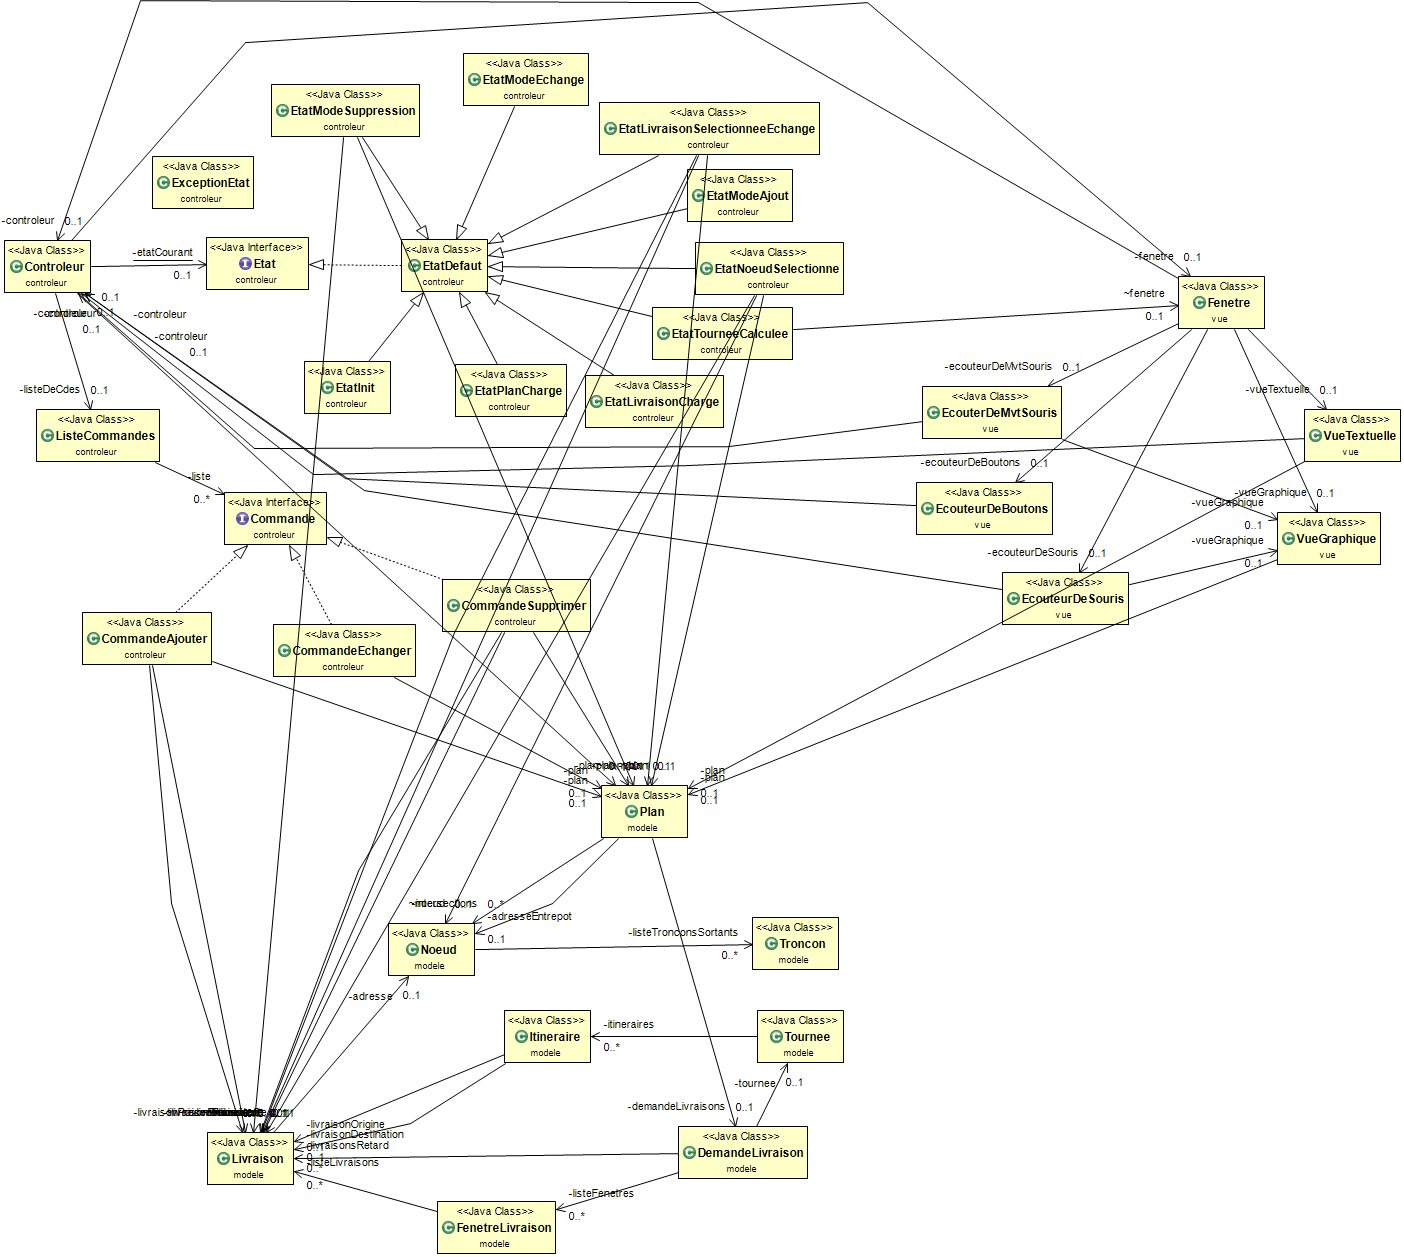 <<Java Class>>
EtatModeEchange
controleur
<<Java Class>>
EtatModeSuppression
controleur
<<Java Class>>
EtatLivraisonSelectionneeEchange
controleur
<<Java Class>>
ExceptionEtat
controleur
<<Java Class>>
EtatModeAjout
controleur
-controleur 0..1
<<Java Class>>
Controleur
controleur
-etatCourant
0..1
<<Java Interface>>
Etat
controleur
<<Java Class>>
EtatDefaut
controleur
<<Java Class>>
EtatNoeudSelectionne
controleur
-fenetre 0..1
~fenetre
0..1
<<Java Class>>
Fenetre
vue
0..1
-controleur
0..1
-controleur
-controleur
0..1
<<Java Class>>
EtatTourneeCalculee
controleur
<<Java Class>>
EtatInit
controleur
<<Java Class>>
EtatPlanCharge
controleur
<<Java Class>>
EtatLivraisonCharge
controleur
-ecouteurDeMvtSouris 0..1
-vueTextuelle 0..1
-listeDeCdes 0..1
<<Java Class>>
ListeCommandes
controleur
<<Java Class>>
EcouterDeMvtSouris
vue
<<Java Class>>
VueTextuelle
vue
-liste
0..*
-ecouteurDeBoutons 0..1
<<Java Interface>>
Commande
controleur
<<Java Class>>
EcouteurDeBoutons
vue
-vueGraphique 0..1
-vueGraphique
0..1
-vueGraphique
0..1
<<Java Class>>
VueGraphique
vue
-ecouteurDeSouris 0..1
<<Java Class>>
EcouteurDeSouris
vue
<<Java Class>>
CommandeSupprimer
controleur
<<Java Class>>
CommandeAjouter
controleur
<<Java Class>>
CommandeEchanger
controleur
-plan
-plan
0..1
0..1
-plan
-plan
0..1
0..1
<<Java Class>>
Plan
modele
0..*
-adresseEntrepot
0..1
<<Java Class>>
Noeud
modele
-listeTronconsSortants
0..*
<<Java Class>>
Troncon
modele
-adresse 0..1
<<Java Class>>
Itineraire
modele
-itineraires
0..*
<<Java Class>>
Tournee
modele
-tournee 0..1
-demandeLivraisons 0..1
-livraisonOrigine
-livraisonDestination
-livraisonsRetard
-listeLivraisons
0..1
0..*
0..*
<<Java Class>>
Livraison
modele
<<Java Class>>
DemandeLivraison
modele
-listeFenetres
0..*
<<Java Class>>
FenetreLivraison
modele